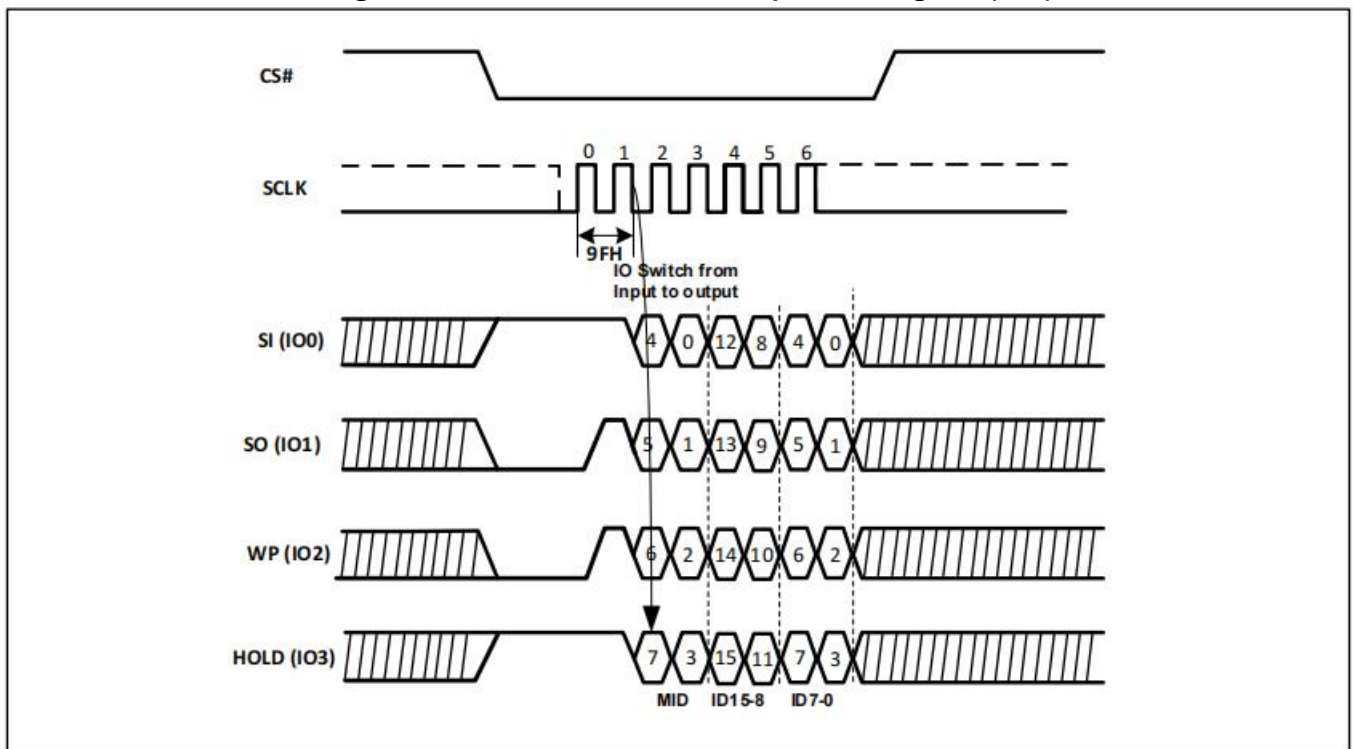 CS#
0 1 2 3 4 5 6
SCLK
9FH
IO Switch from
Input to output
SI (IO0)
4 0 12 8 4 0
SO (IO1)
5 1 13 9 5 1
WP (IO2)
6 2 14 10 6 2
HOLD (IO3)
7 3 15 11 7 3
MID ID15-8 ID7-0